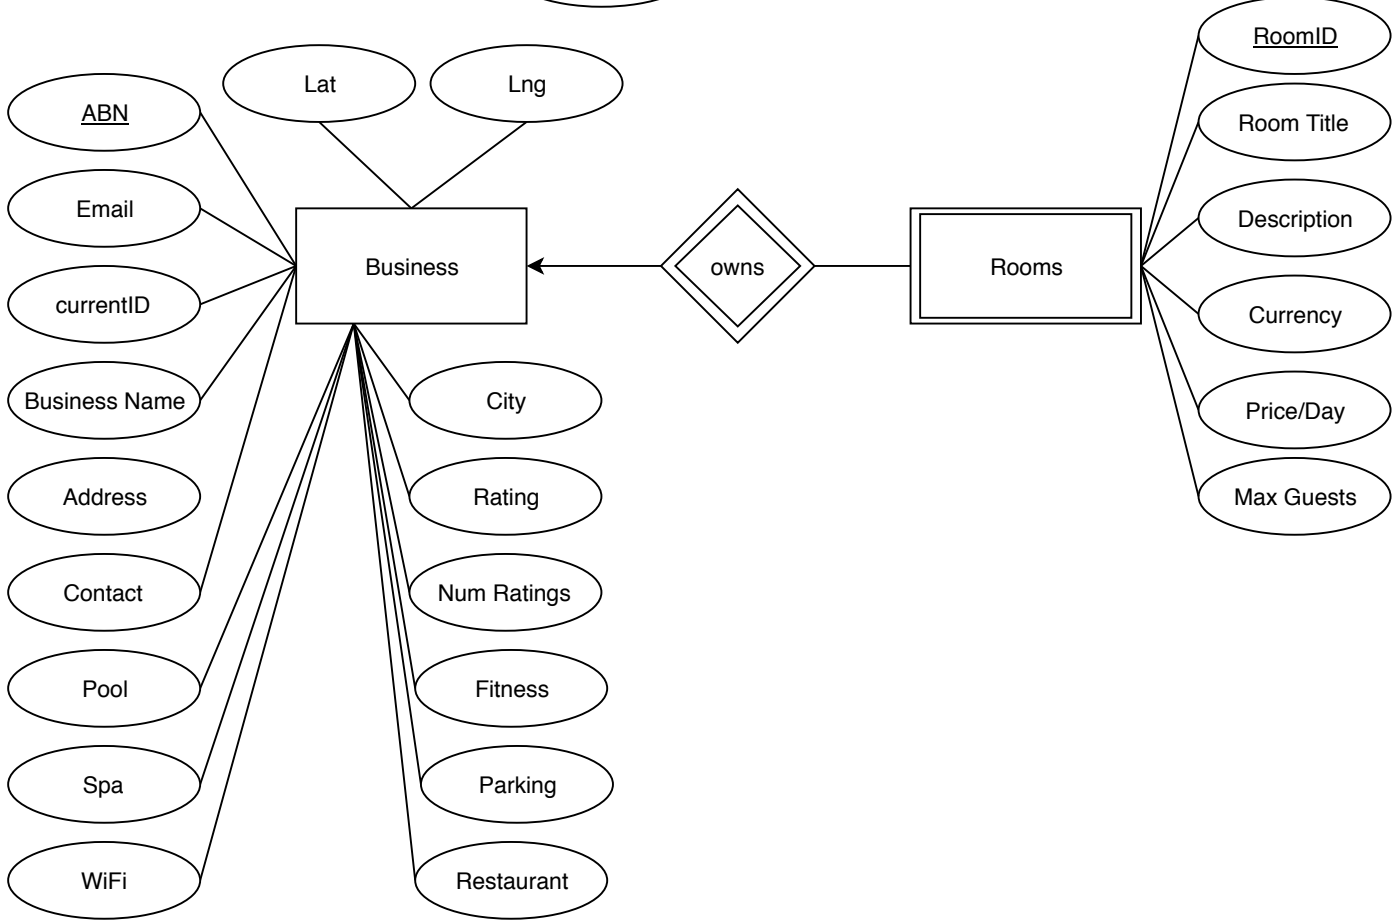 RoomID
Lat
Lng
ABN
Room Title
Email
Description
Business
owns
Rooms
currentID
Currency
Business Name
City
Price/Day
Address
Rating
Max Guests
Contact
Num Ratings
Pool
Fitness
Spa
Parking
WiFi
Restaurant